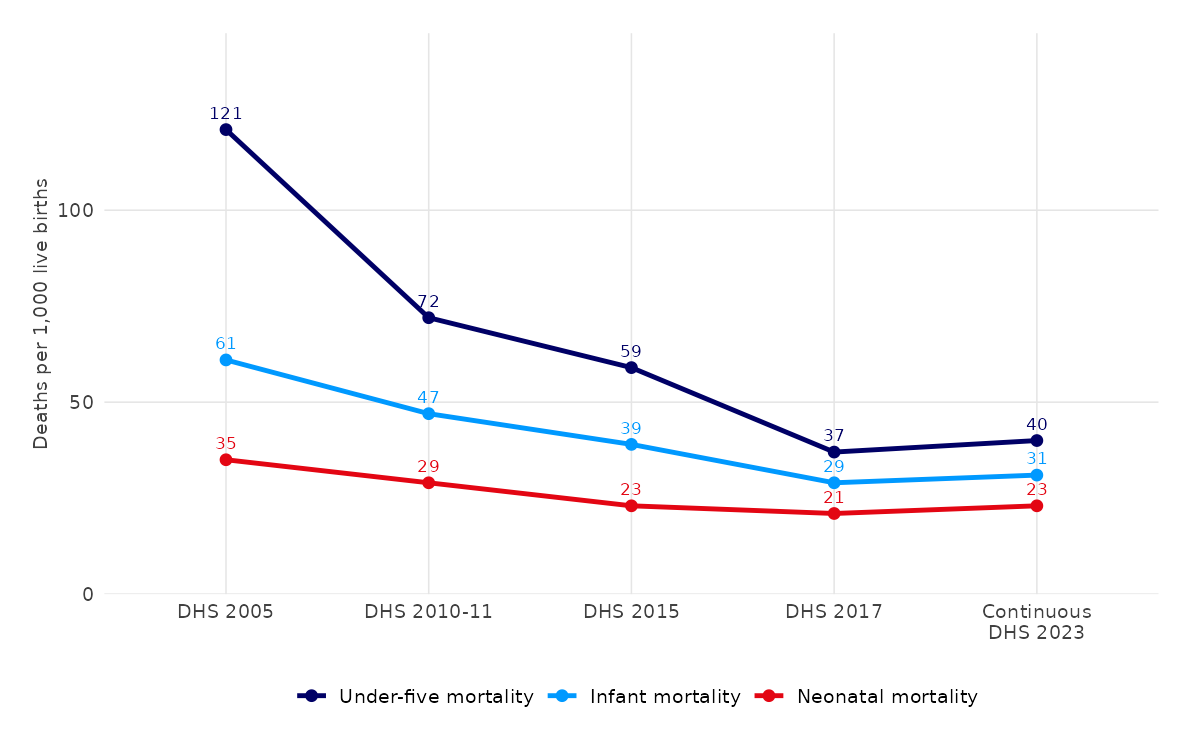 121
100
72
61
59
50
47
39
40
37
35
31
29
29
23
23
21
0
Deaths per 1,000 live births
DHS 2005
DHS 2010-11
DHS 2015
DHS 2017
Continuous
DHS 2023
Under-five mortality
Infant mortality
Neonatal mortality